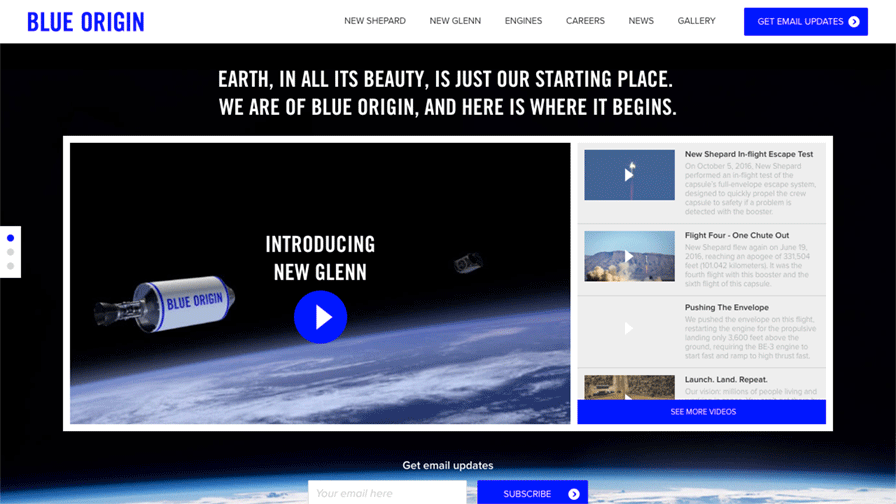 BLUE ORIGIN
NEW SHEPARD
NEW GLENN
ENGINES
CAREERS
NEWS
GALLERY
GET EMAIL UPDATES
EARTH, IN ALL ITS BEAUTY, IS JUST OUR STARTING PLACE.
WE ARE OF BLUE ORIGIN, AND HERE IS WHERE IT BEGINS.
INTRODUCING
NEW GLENN
BLUE ORIGIN
New Shepard In-flight Escape Test
On October 5, 2016, New Shepard
performed an in-flight test of the
capsule's full-envelope escape system,
designed to quickly propel the crew
capsule to safety if a problem is
detected with the booster.
Flight Four - One Chute Out
New Shepard flew again on June 19,
2016, reaching an apogee of 331,504
feet (101,042 kilometers). It was the
fourth flight with this booster and the
sixth flight of this capsule.
Pushing The Envelope
We pushed the envelope on this flight,
restarting the engine for the propulsive
landing only 3,600 feet above the
ground, requiring the BE-3 engine to
start fast and ramp to high thrust fast.
Launch. Land. Repeat.
Our vision: millions of people living and
SEE MORE VIDEOS
Get email updates
Your email here
SUBSCRIBE